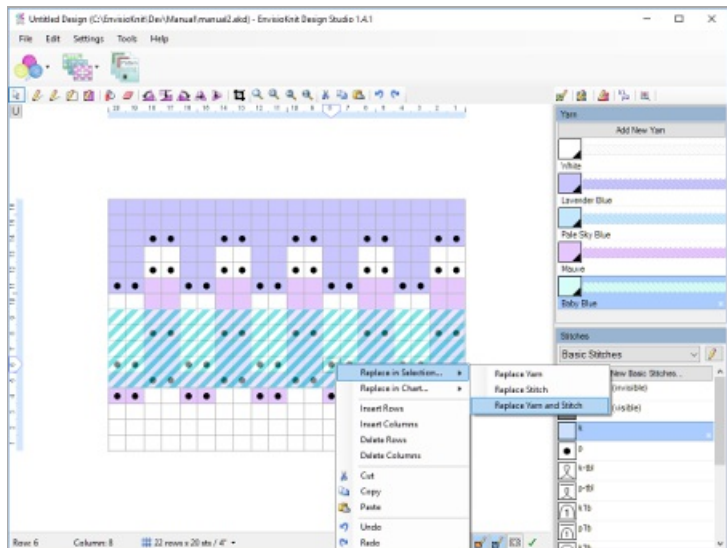 Untitled Design (C:\EnvisioKnit\Dev\Manual\manual2.ekd) - EnvisioKnit Design Studio 1.4.1
File Edit Settings Tools Help
U
Yarn
Add New Yarn
White
Lavender Blue
Pale Sky Blue
Mauve
Baby Blue
Stitches
Basic Stitches
New Basic Stitches...
(invisible)
(visible)
k
p
k-tbl
p-tbl
k1b
p1b
Replace in Selection...
Replace in Chart...
Insert Rows
Insert Columns
Delete Rows
Delete Columns
Cut
Copy
Paste
Undo
Redo
Replace Yarn
Replace Stitch
Replace Yarn and Stitch
Row: 6 Column: 8 22 rows x 20 sts / 4"